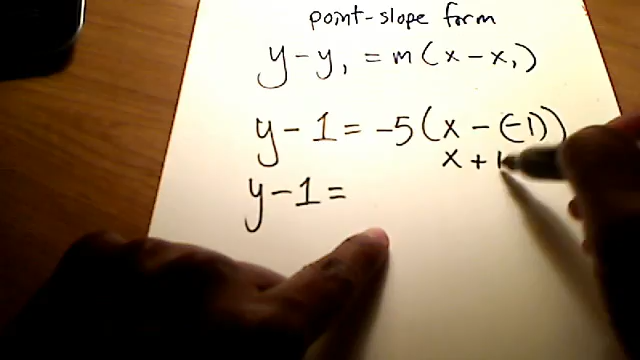 point-slope form
y - y₁ = m(x - x₁)
y - 1 = -5(x - (-1))
x + 1
y - 1 =